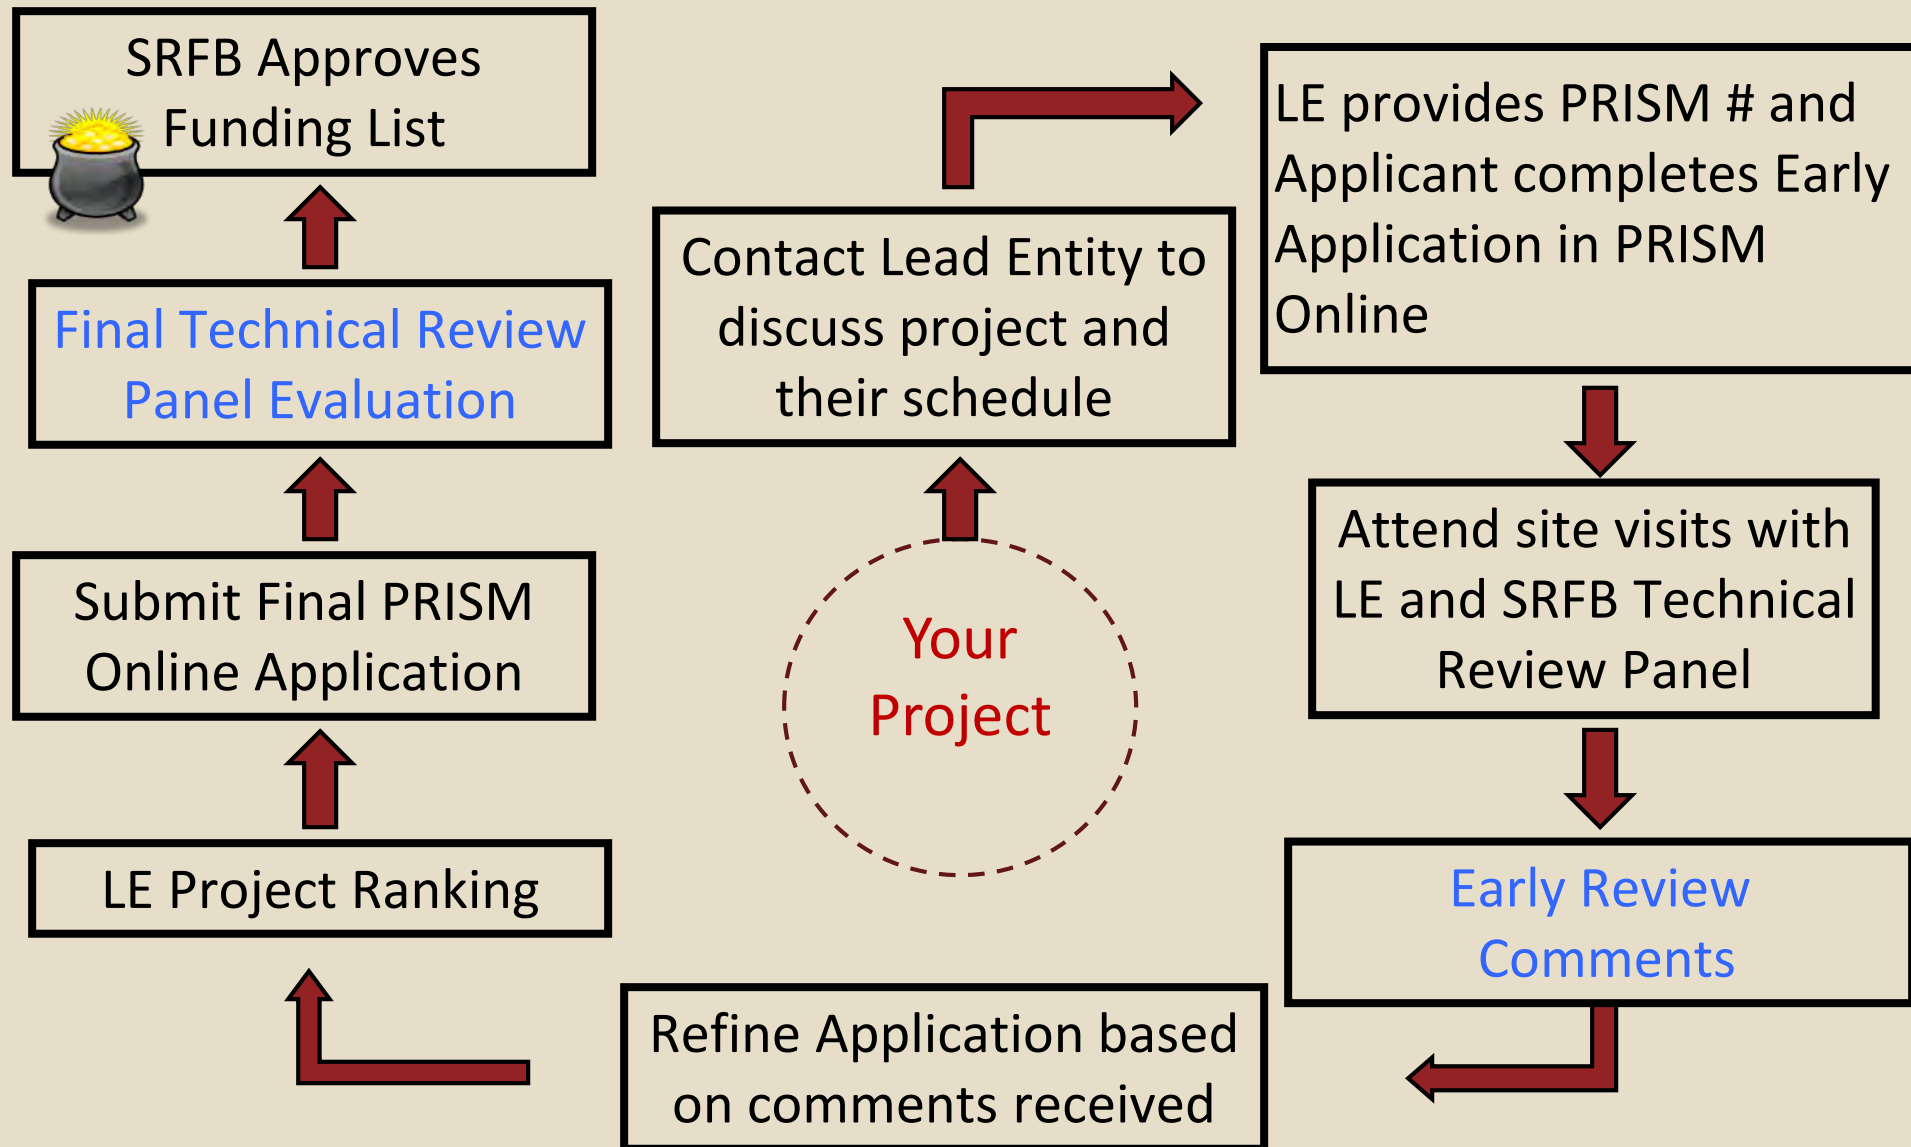 SRFB Approves
Funding List
Final Technical Review
Panel Evaluation
Submit Final PRISM
Online Application
LE Project Ranking
Contact Lead Entity to
discuss project and
their schedule
Your
Project
Refine Application based
on comments received
LE provides PRISM # and
Applicant completes Early
Application in PRISM
Online
Attend site visits with
LE and SRFB Technical
Review Panel
Early Review
Comments